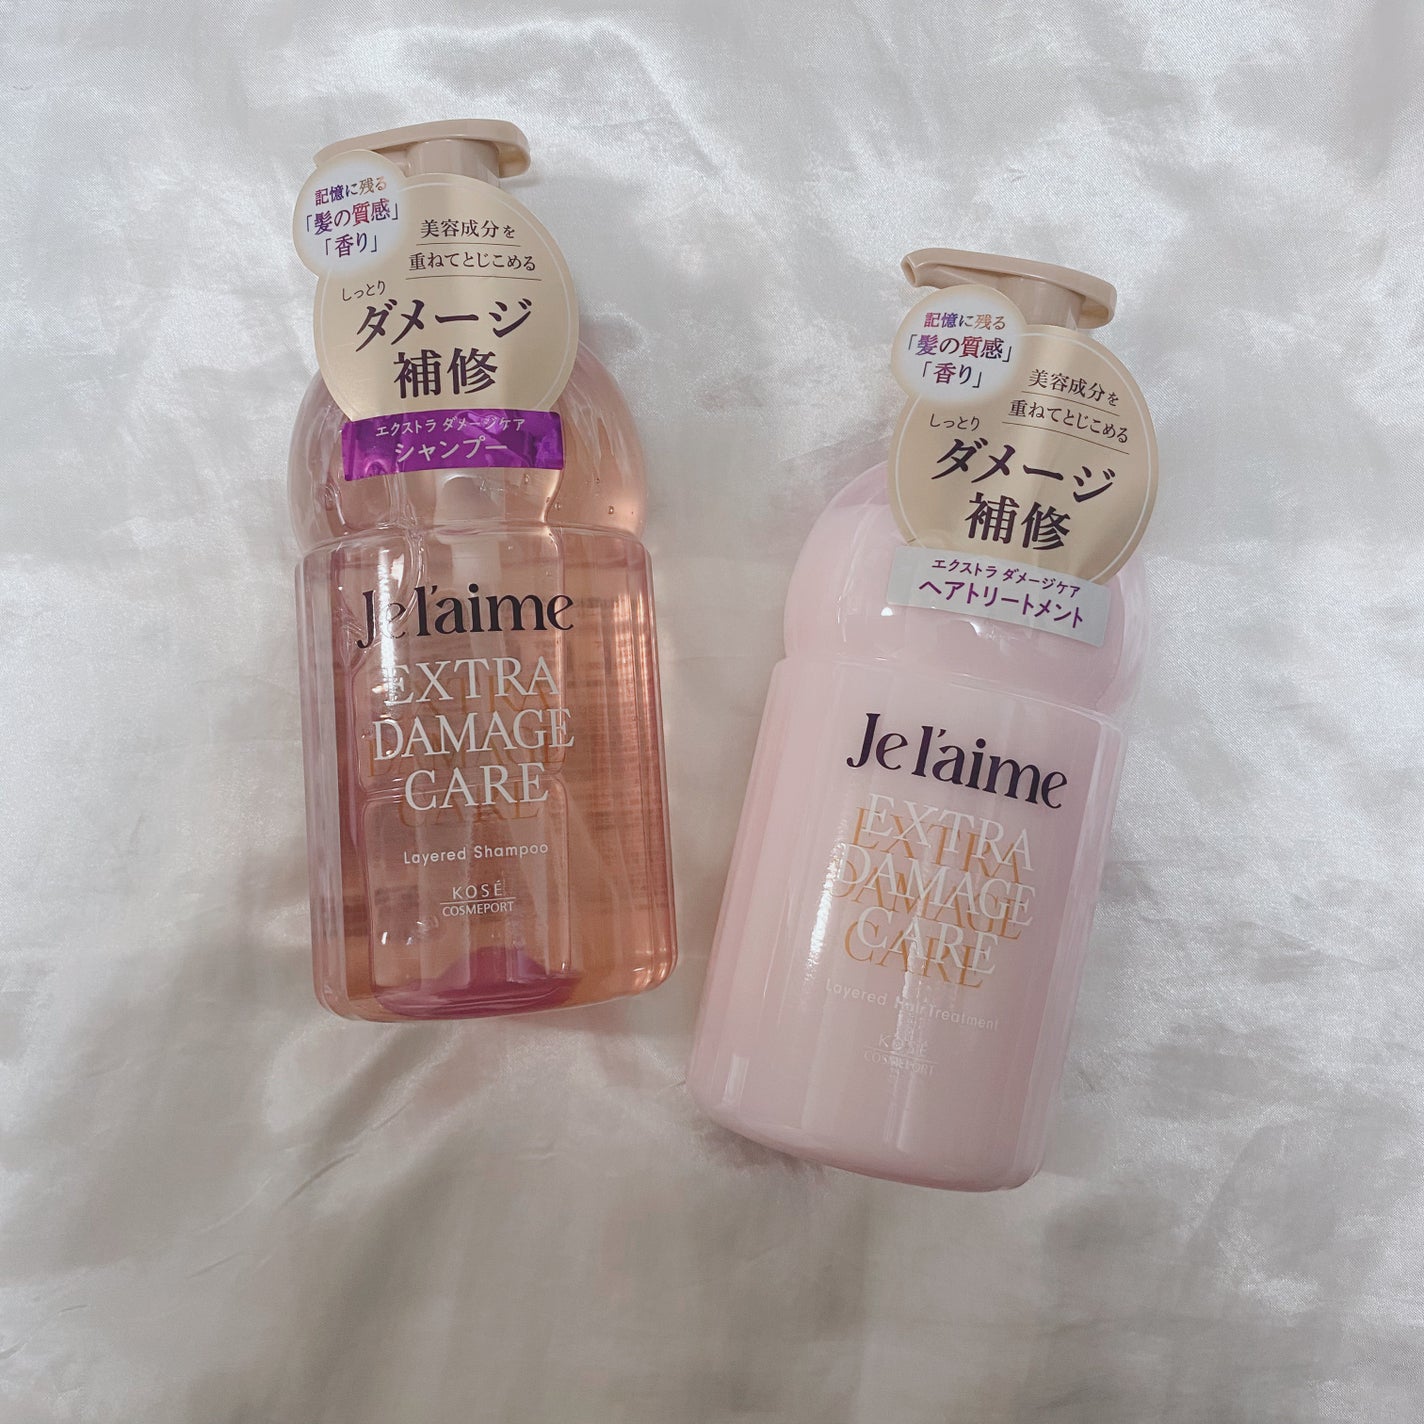 記憶に残る
「髪の質感」
「香り」
美容成分を
重ねてとじこめる
しっとり
ダメージ
補修
エクストラ ダメージケア
シャンプー
Je l'aime
EXTRA
DAMAGE
CARE
Layered Shampoo
KOSÉ
COSMEPORT
記憶に残る
「髪の質感」
「香り」
美容成分を
重ねてとじこめる
しっとり
ダメージ
補修
エクストラ ダメージケア
ヘアトリートメント
Je l'aime
EXTRA
DAMAGE
CARE
Layered HairTreatment
KOSÉ
COSMEPORT